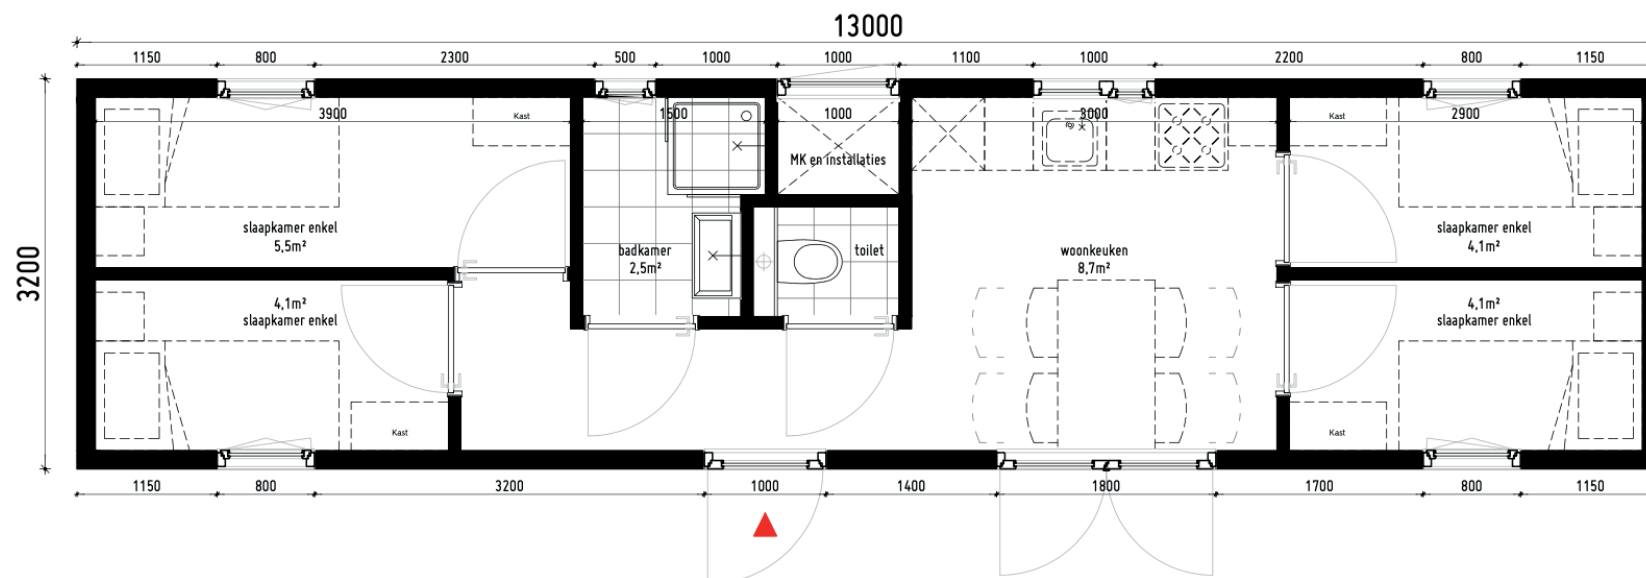 13000
1150 800 2300 500 1000 1000 1100 1000 2200 800 1150
3900 1500 1000 3000 2900
Kast
Kast
MK en installaties
slaapkamer enkel
5,5m²
badkamer
2,5m²
toilet
woonkeuken
8,7m²
slaapkamer enkel
4,1m²
3200
4,1m²
slaapkamer enkel
4,1m²
slaapkamer enkel
Kast
Kast
1150 800 3200 1000 1400 1800 1700 800 1150